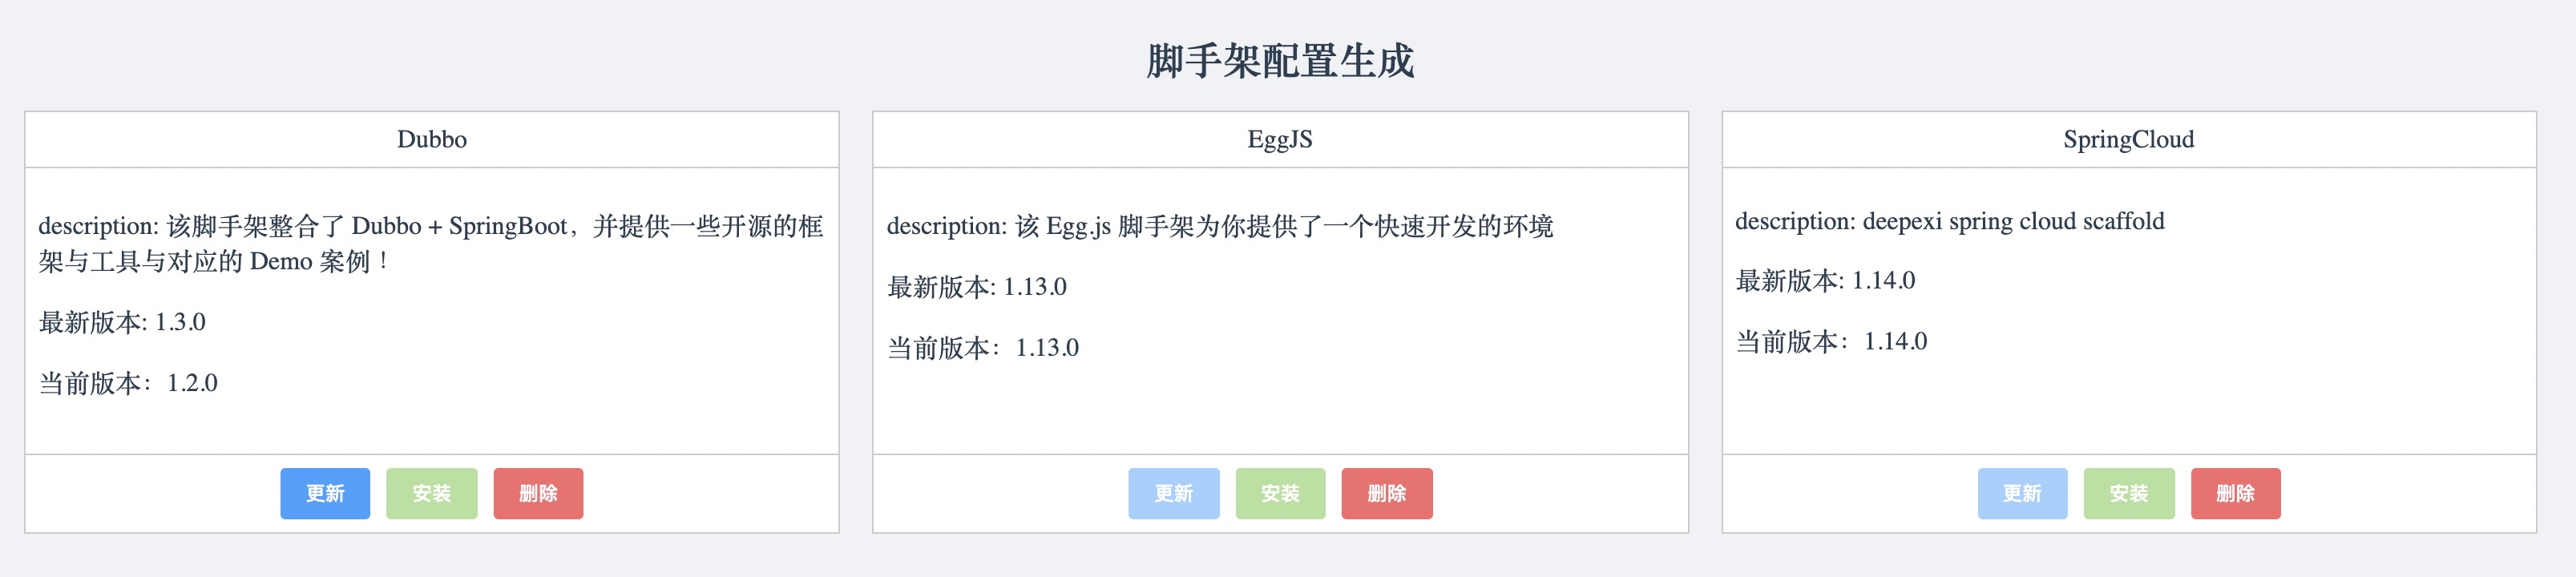 脚手架配置生成
Dubbo
description: 该脚手架整合了 Dubbo + SpringBoot，并提供一些开源的框
架与工具与对应的 Demo 案例！
最新版本: 1.3.0
当前版本：1.2.0
更新 安装 删除
EggJS
description: 该 Egg.js 脚手架为你提供了一个快速开发的环境
最新版本: 1.13.0
当前版本：1.13.0
更新 安装 删除
SpringCloud
description: deepexi spring cloud scaffold
最新版本: 1.14.0
当前版本：1.14.0
更新 安装 删除